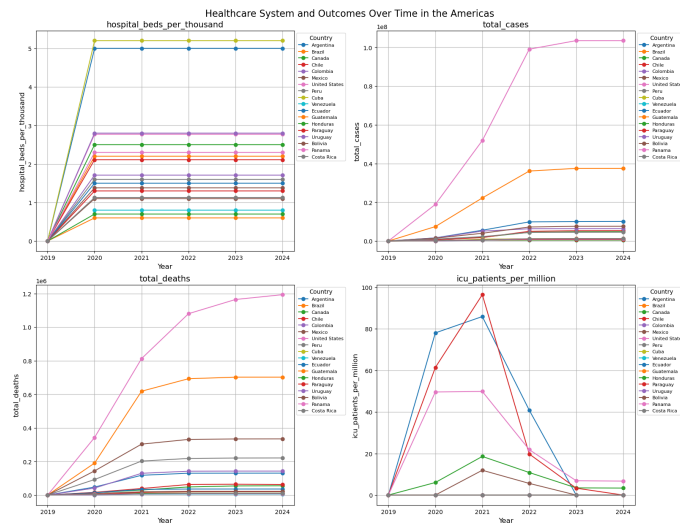 Healthcare System and Outcomes Over Time in the Americas
hospital_beds_per_thousand
hospital_beds_per_thousand
5
4
3
2
1
0
2019 2020 2021 2022 2023 2024
Year
Country
Argentina
Brazil
Canada
Chile
Colombia
Mexico
United States
Peru
Cuba
Venezuela
Ecuador
Guatemala
Honduras
Paraguay
Uruguay
Bolivia
Panama
Costa Rica
total_cases
1e8
total_cases
1.0
0.8
0.6
0.4
0.2
0.0
2019 2020 2021 2022 2023 2024
Year
Country
Argentina
Brazil
Canada
Chile
Colombia
Mexico
United Stat
Peru
Cuba
Venezuela
Ecuador
Guatemala
Honduras
Paraguay
Uruguay
Bolivia
Panama
Costa Rica
total_deaths
1e6
total_deaths
1.2
1.0
0.8
0.6
0.4
0.2
0.0
2019 2020 2021 2022 2023 2024
Year
Country
Argentina
Brazil
Canada
Chile
Colombia
Mexico
United States
Peru
Cuba
Venezuela
Ecuador
Guatemala
Honduras
Paraguay
Uruguay
Bolivia
Panama
Costa Rica
icu_patients_per_million
icu_patients_per_million
100
80
60
40
20
0
2019 2020 2021 2022 2023 2024
Year
Country
Argentina
Brazil
Canada
Chile
Colombia
Mexico
United Stat
Peru
Cuba
Venezuela
Ecuador
Guatemala
Honduras
Paraguay
Uruguay
Bolivia
Panama
Costa Rica